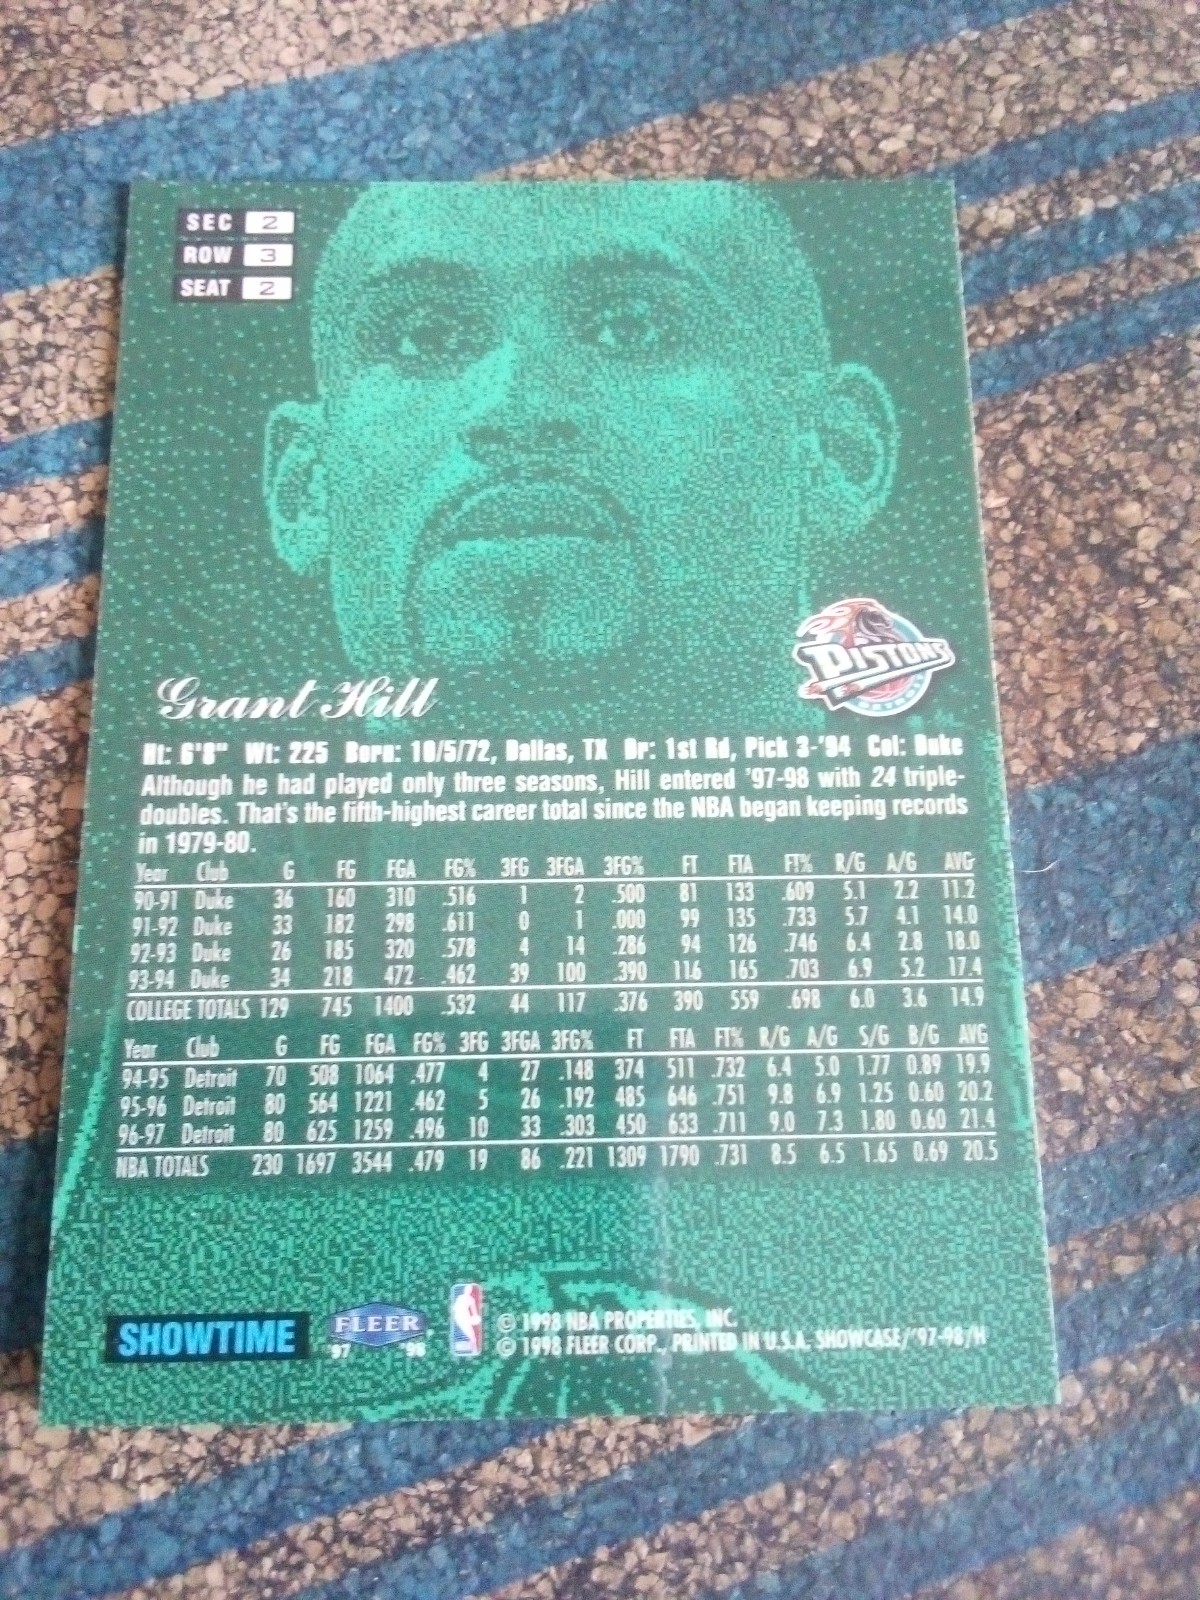 SEC 2
ROW 3
SEAT 2
PISTONS
DETROIT
Grant Hill
Ht: 6'8" Wt: 225 Born: 10/5/72, Dallas, TX Dr: 1st Rd, Pick 3-'94 Col: Duke
Although he had played only three seasons, Hill entered '97-98 with 24 triple-
doubles. That's the fifth-highest career total since the NBA began keeping records
in 1979-80.
Year Club G FG FGA FG% 3FG 3FGA 3FG% FT FTA FT% R/G A/G AVG
90-91 Duke 36 160 310 .516 1 2 .500 81 133 .609 5.1 2.2 11.2
91-92 Duke 33 182 298 .611 0 1 .000 99 135 .733 5.7 4.1 14.0
92-93 Duke 26 185 320 .578 4 14 .286 94 126 .746 6.4 2.8 18.0
93-94 Duke 34 218 472 .462 39 100 .390 116 165 .703 6.9 5.2 17.4
COLLEGE TOTALS 129 745 1400 .532 44 117 .376 390 559 .698 6.0 3.6 14.9
Year Club G FG FGA FG% 3FG 3FGA 3FG% FT FTA FT% R/G A/G S/G B/G AVG
94-95 Detroit 70 508 1064 .477 4 27 .148 374 511 .732 6.4 5.0 1.77 0.89 19.9
95-96 Detroit 80 564 1221 .462 5 26 .192 485 646 .751 9.8 6.9 1.25 0.60 20.2
96-97 Detroit 80 625 1259 .496 10 33 .303 450 633 .711 9.0 7.3 1.80 0.60 21.4
NBA TOTALS 230 1697 3544 .479 19 86 .221 1309 1790 .731 8.5 6.5 1.65 0.69 20.5
SHOWTIME FLEER '97 '98
© 1998 NBA PROPERTIES, INC.
© 1998 FLEER CORP., PRINTED IN U.S.A. SHOWCASE/'97-98/H